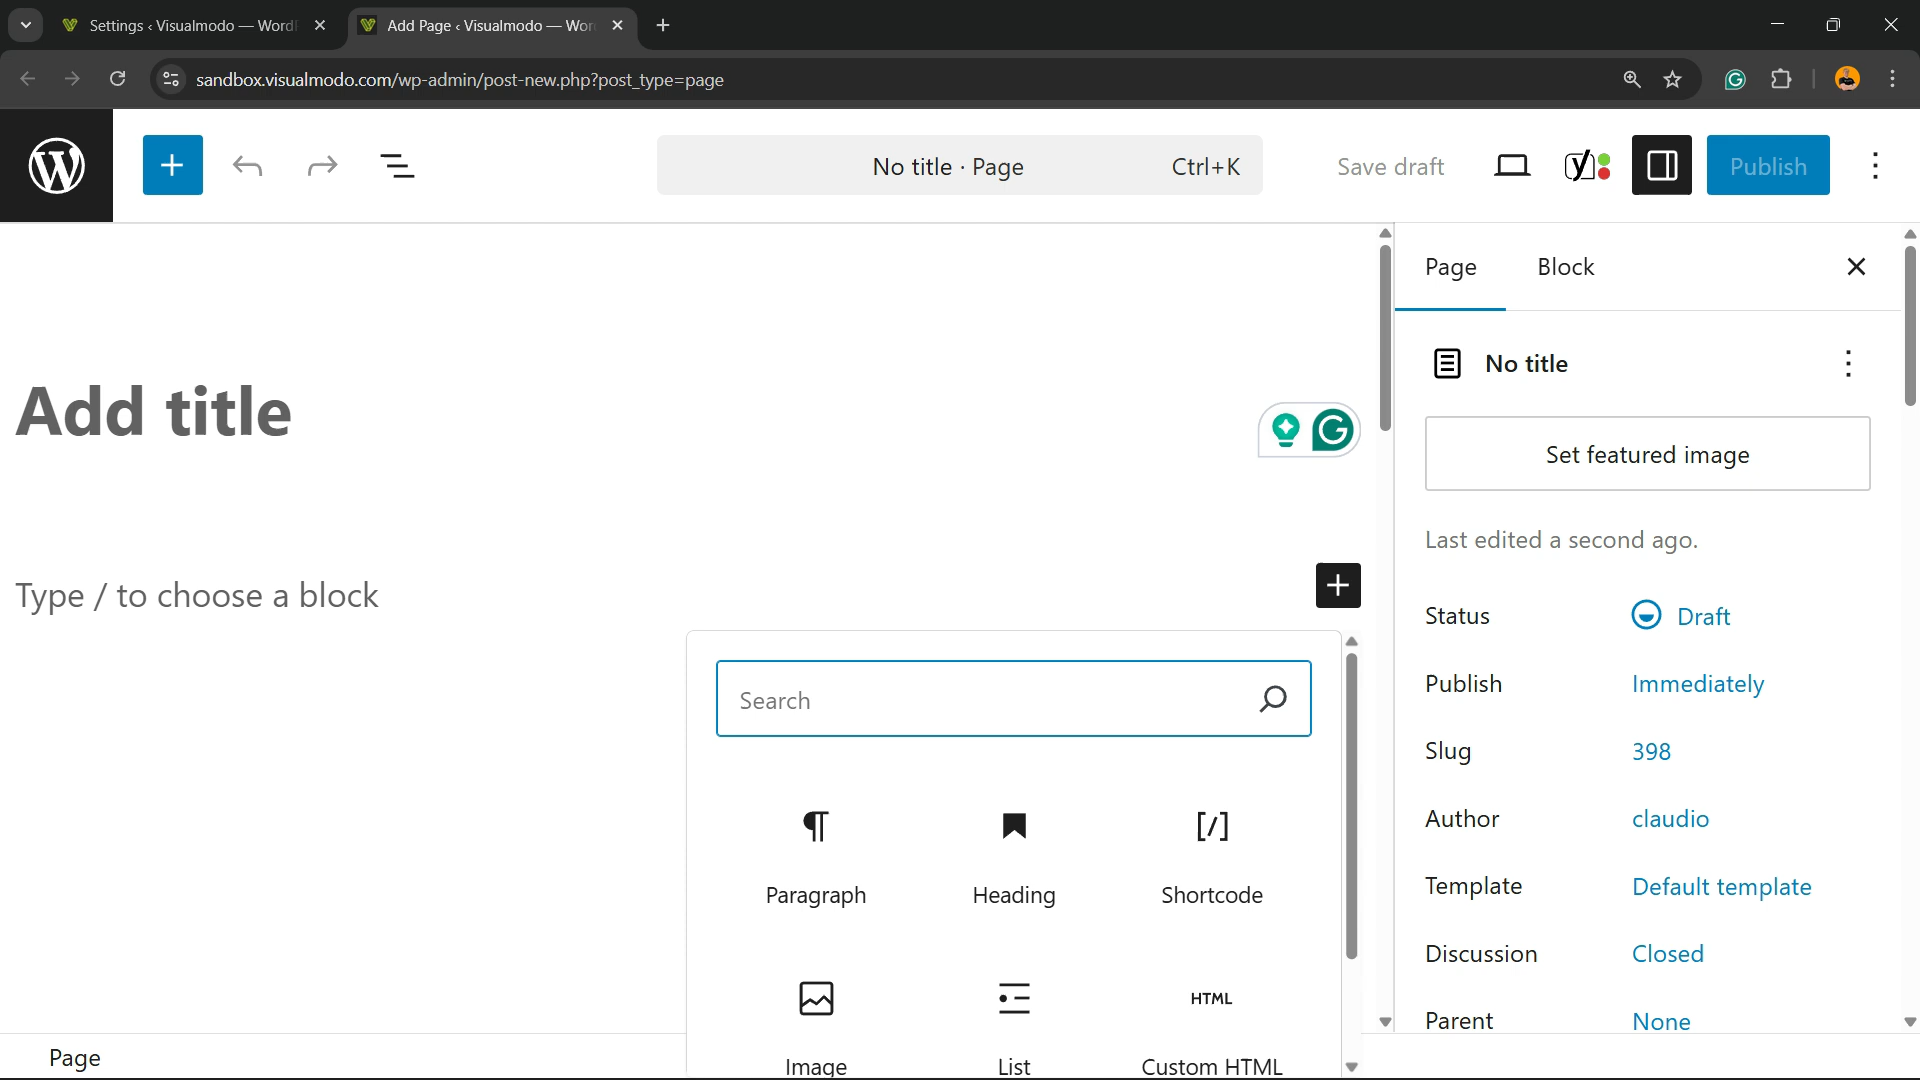 Settings ‹ Visualmodo — Word
Add Page ‹ Visualmodo — Wor
sandbox.visualmodo.com/wp-admin/post-new.php?post_type=page
No title · Page
Ctrl+K
Save draft
Publish
Page
Block
No title
Set featured image
Last edited a second ago.
Status
Draft
Publish
Immediately
Slug
398
Author
claudio
Template
Default template
Discussion
Closed
Parent
None
Add title
Type / to choose a block
Search
Paragraph
Heading
[/]
Shortcode
Image
List
HTML
Custom HTML
Page